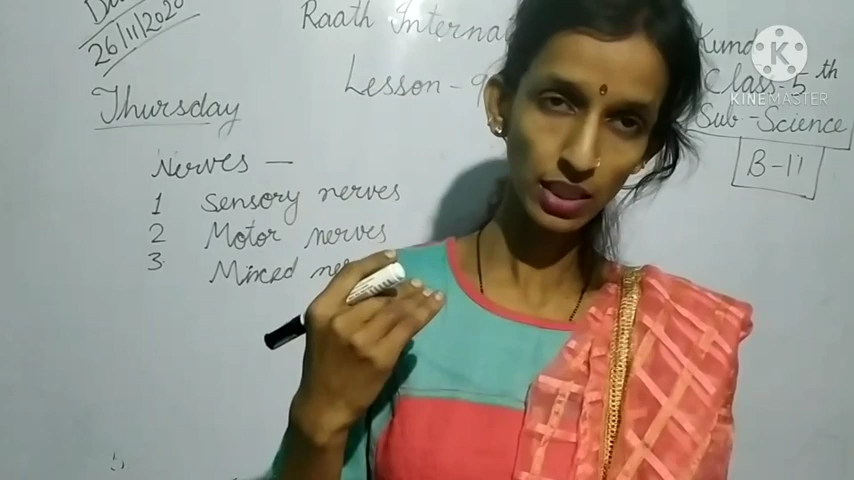 26/11/2020
Raath
Kund
Lesson - 9
Class-5th
KINEMASTER
Thursday
Sub - Science
Nerves —
B-11
1 Sensory nerves
2 Motor nerves
3 Mixed